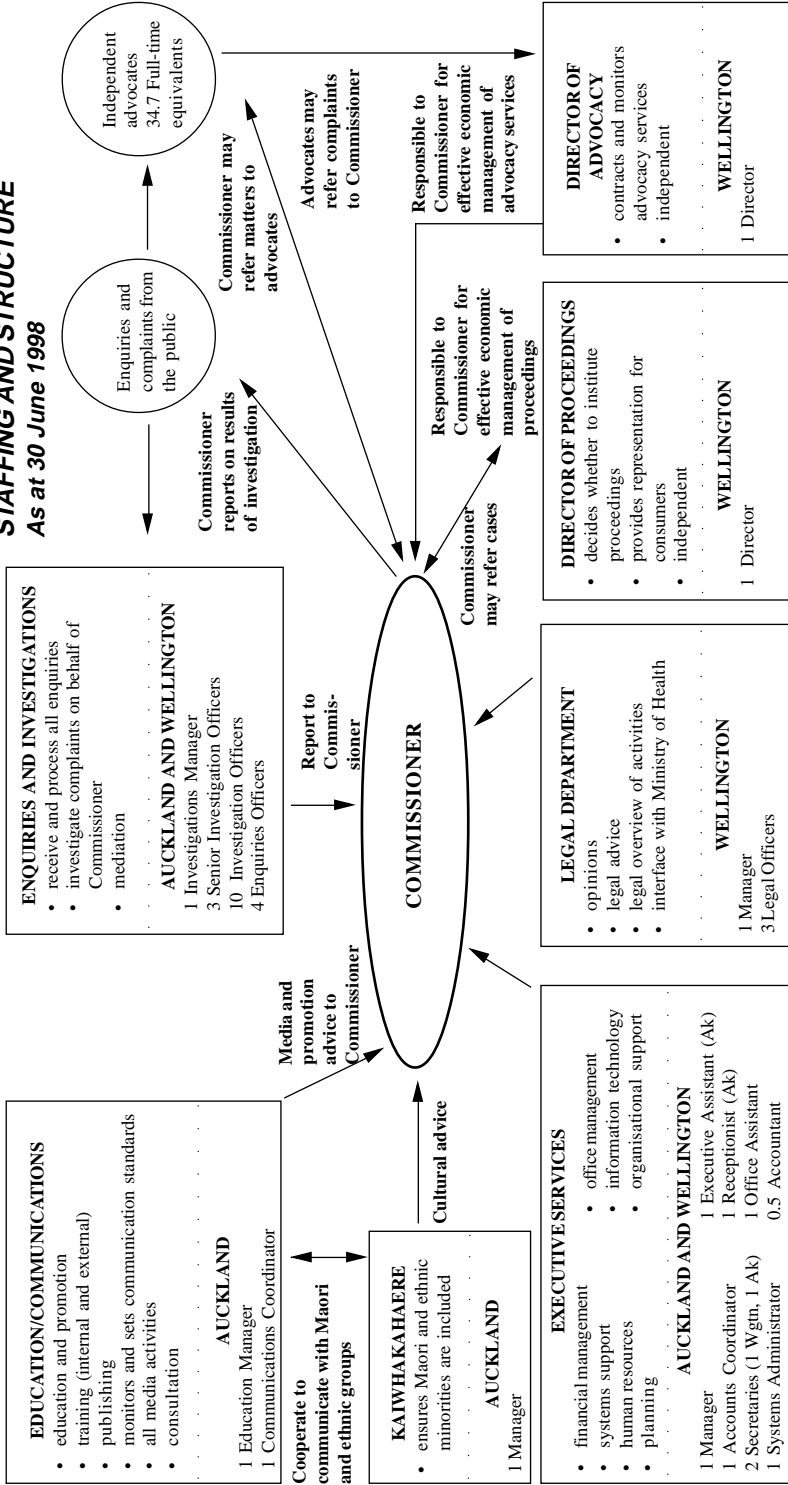 STAFFING AND STRUCTURE
As at 30 June 1998
EDUCATION/COMMUNICATIONS
• education and promotion
• training (internal and external)
• publishing
• monitors and sets communication standards
• all media activities
• consultation
AUCKLAND
1 Education Manager
1 Communications Coordinator
ENQUIRIES AND INVESTIGATIONS
• receive and process all enquiries
• investigate complaints on behalf of
Commissioner
• mediation
AUCKLAND AND WELLINGTON
1 Investigations Manager
3 Senior Investigation Officers
10 Investigation Officers
4 Enquiries Officers
Enquiries and
complaints from
the public
Independent
advocates
34.7 Full-time
equivalents
Cooperate to
communicate with Maori
and ethnic groups
Media and
promotion
advice to
Commissioner
Report to
Commis-
sioner
Commissioner
reports on results
of investigation
Commissioner may
refer matters to
advocates
Advocates may
refer complaints
to Commissioner
KAIWHAKAHAERE
• ensures Maori and ethnic
minorities are included
AUCKLAND
1 Manager
Cultural advice
COMMISSIONER
Commissioner
may refer cases
Responsible to
Commissioner for
effective economic
management of
proceedings
Responsible to
Commissioner for
effective economic
management of
advocacy services
EXECUTIVE SERVICES
• financial management
• systems support
• human resources
• planning
• office management
• information technology
• organisational support
AUCKLAND AND WELLINGTON
1 Manager
1 Accounts Coordinator
2 Secretaries (1 Wgtn, 1 Ak)
1 Systems Administrator
1 Executive Assistant (Ak)
1 Receptionist (Ak)
1 Office Assistant
0.5 Accountant
LEGAL DEPARTMENT
• opinions
• legal advice
• legal overview of activities
• interface with Ministry of Health
WELLINGTON
1 Manager
3 Legal Officers
DIRECTOR OF PROCEEDINGS
• decides whether to institute
proceedings
• provides representation for
consumers
• independent
WELLINGTON
1 Director
DIRECTOR OF
ADVOCACY
• contracts and monitors
advocacy services
• independent
WELLINGTON
1 Director